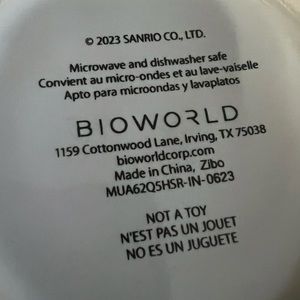 © 2023 SANRIO CO., LTD.
Microwave and dishwasher safe
Convient au micro-ondes et au lave-vaiselle
Apto para microondas y lavaplatos
BIOWORLD
1159 Cottonwood Lane, Irving, TX 75038
bioworldcorp.com
Made in China, Zibo
MUA62Q5HSR-IN-0623
NOT A TOY
N'EST PAS UN JOUET
NO ES UN JUGUETE